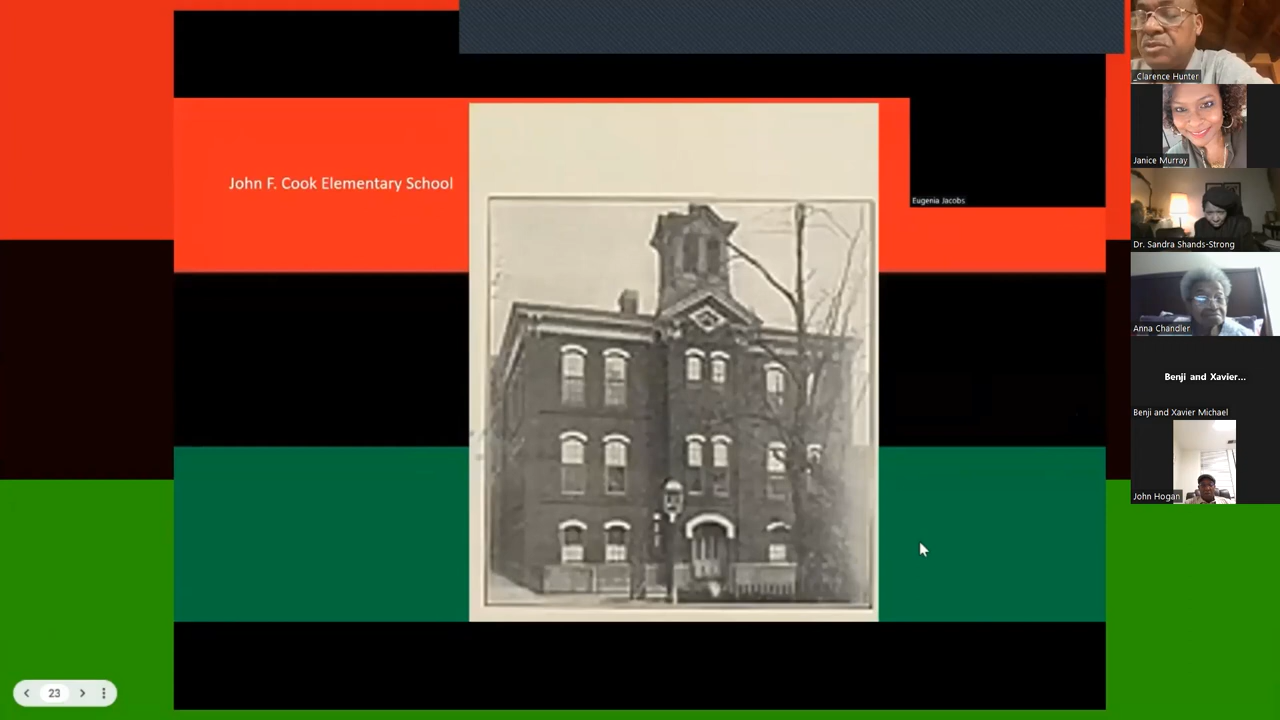 John F. Cook Elementary School
Eugenia Jacobs
_Clarence Hunter
Janice Murray
Dr. Sandra Shands-Strong
Anna Chandler
Benji and Xavier...
Benji and Xavier Michael
John Hogan
23